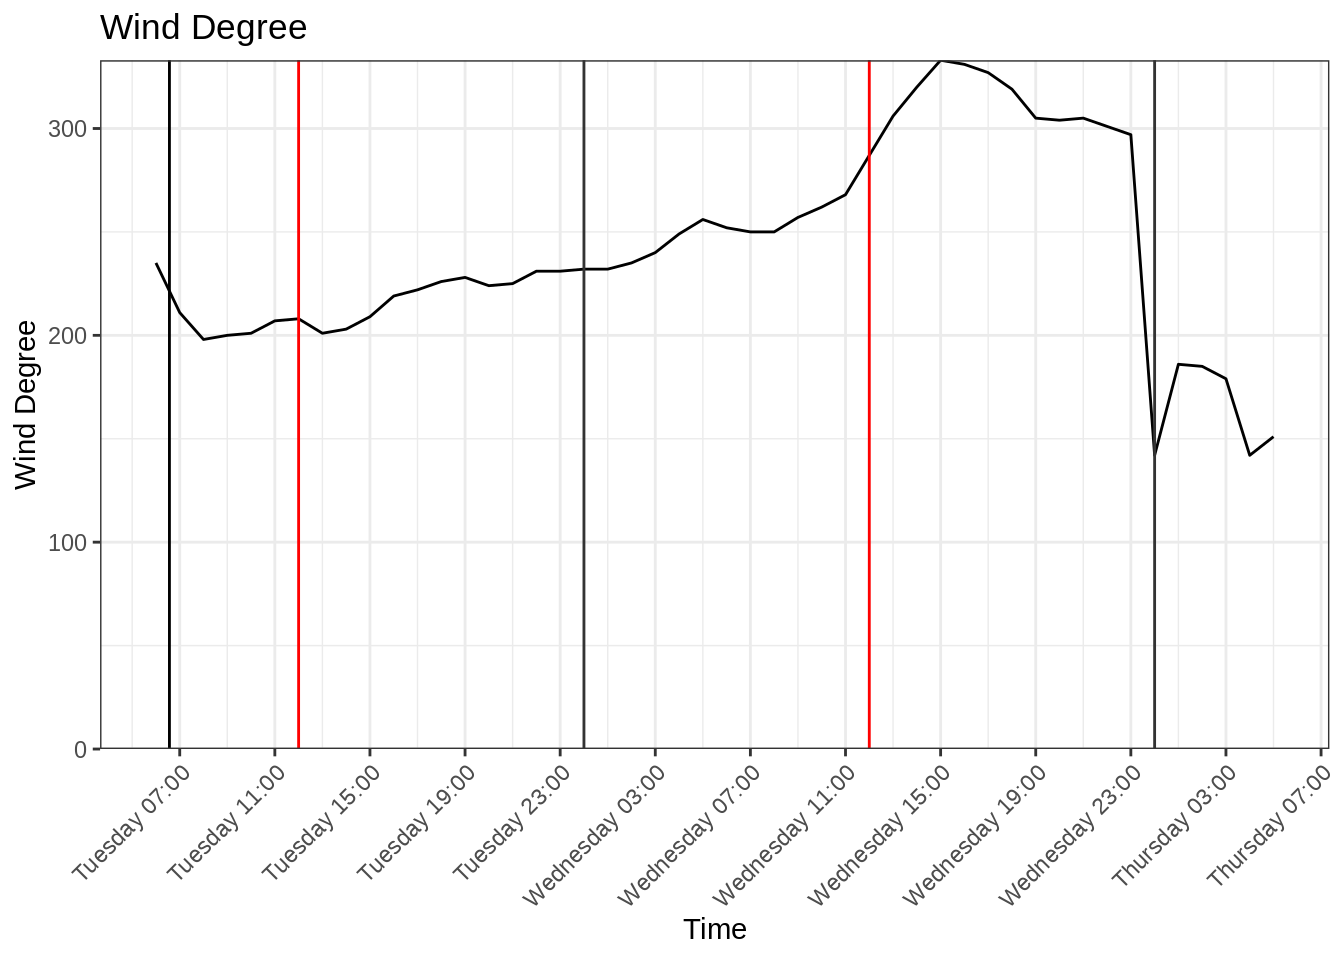 Wind Degree
Wind Degree
300
200
100
0
Tuesday 07:00
Tuesday 11:00
Tuesday 15:00
Tuesday 19:00
Tuesday 23:00
Wednesday 03:00
Wednesday 07:00
Wednesday 11:00
Wednesday 15:00
Wednesday 19:00
Wednesday 23:00
Thursday 03:00
Thursday 07:00
Time